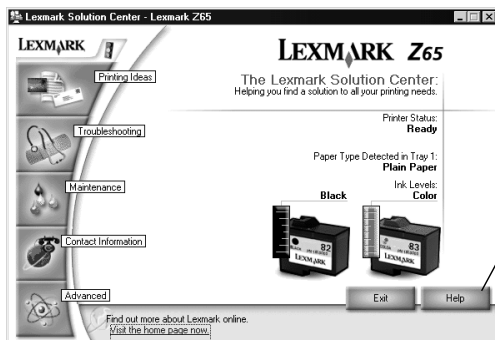 Lexmark Solution Center - Lexmark Z65
LEXMARK
LEXMARK Z65
The Lexmark Solution Center:
Helping you find a solution to all your printing needs.
Printing Ideas
Troubleshooting
Maintenance
Contact Information
Advanced
Printer Status:
Ready
Paper Type Detected in Tray 1:
Plain Paper
Ink Levels:
Black
Color
BLACK 82
LEXMARK
COLOR 83
LEXMARK
Exit
Help
Find out more about Lexmark online.
Visit the home page now.